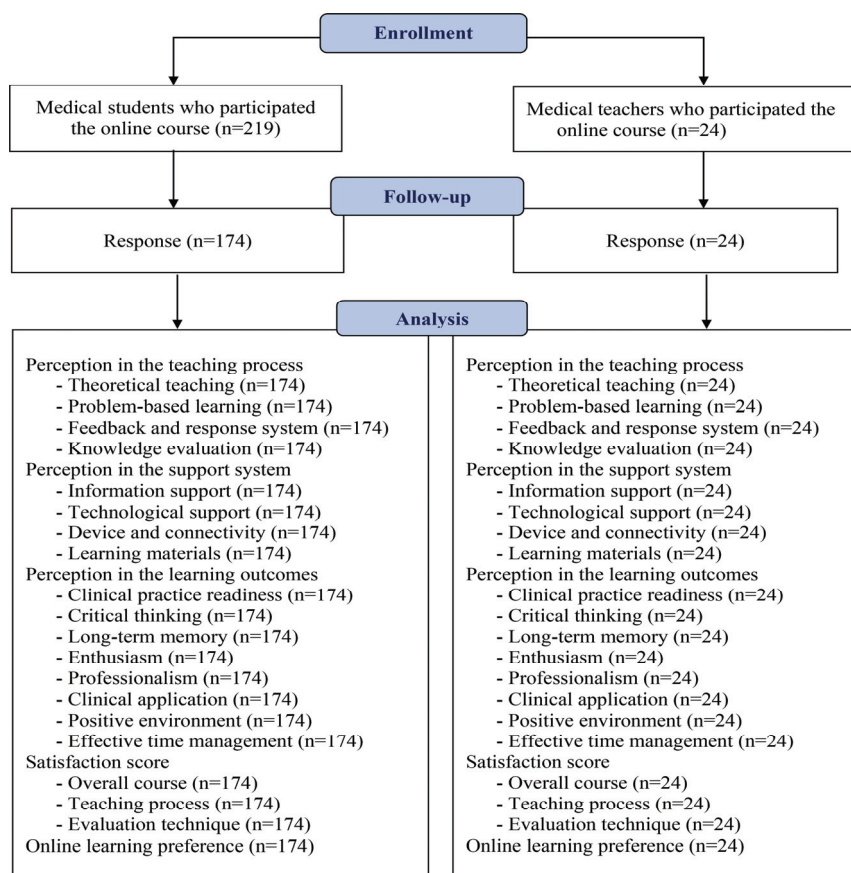 Enrollment
Medical students who participated
the online course (n=219)
Medical teachers who participated the
online course (n=24)
Follow-up
Response (n=174)
Response (n=24)
Analysis
Perception in the teaching process
- Theoretical teaching (n=174)
- Problem-based learning (n=174)
- Feedback and response system (n=174)
- Knowledge evaluation (n=174)
Perception in the support system
- Information support (n=174)
- Technological support (n=174)
- Device and connectivity (n=174)
- Learning materials (n=174)
Perception in the learning outcomes
- Clinical practice readiness (n=174)
- Critical thinking (n=174)
- Long-term memory (n=174)
- Enthusiasm (n=174)
- Professionalism (n=174)
- Clinical application (n=174)
- Positive environment (n=174)
- Effective time management (n=174)
Satisfaction score
- Overall course (n=174)
- Teaching process (n=174)
- Evaluation technique (n=174)
Online learning preference (n=174)
Perception in the teaching process
- Theoretical teaching (n=24)
- Problem-based learning (n=24)
- Feedback and response system (n=24)
- Knowledge evaluation (n=24)
Perception in the support system
- Information support (n=24)
- Technological support (n=24)
- Device and connectivity (n=24)
- Learning materials (n=24)
Perception in the learning outcomes
- Clinical practice readiness (n=24)
- Critical thinking (n=24)
- Long-term memory (n=24)
- Enthusiasm (n=24)
- Professionalism (n=24)
- Clinical application (n=24)
- Positive environment (n=24)
- Effective time management (n=24)
Satisfaction score
- Overall course (n=24)
- Teaching process (n=24)
- Evaluation technique (n=24)
Online learning preference (n=24)